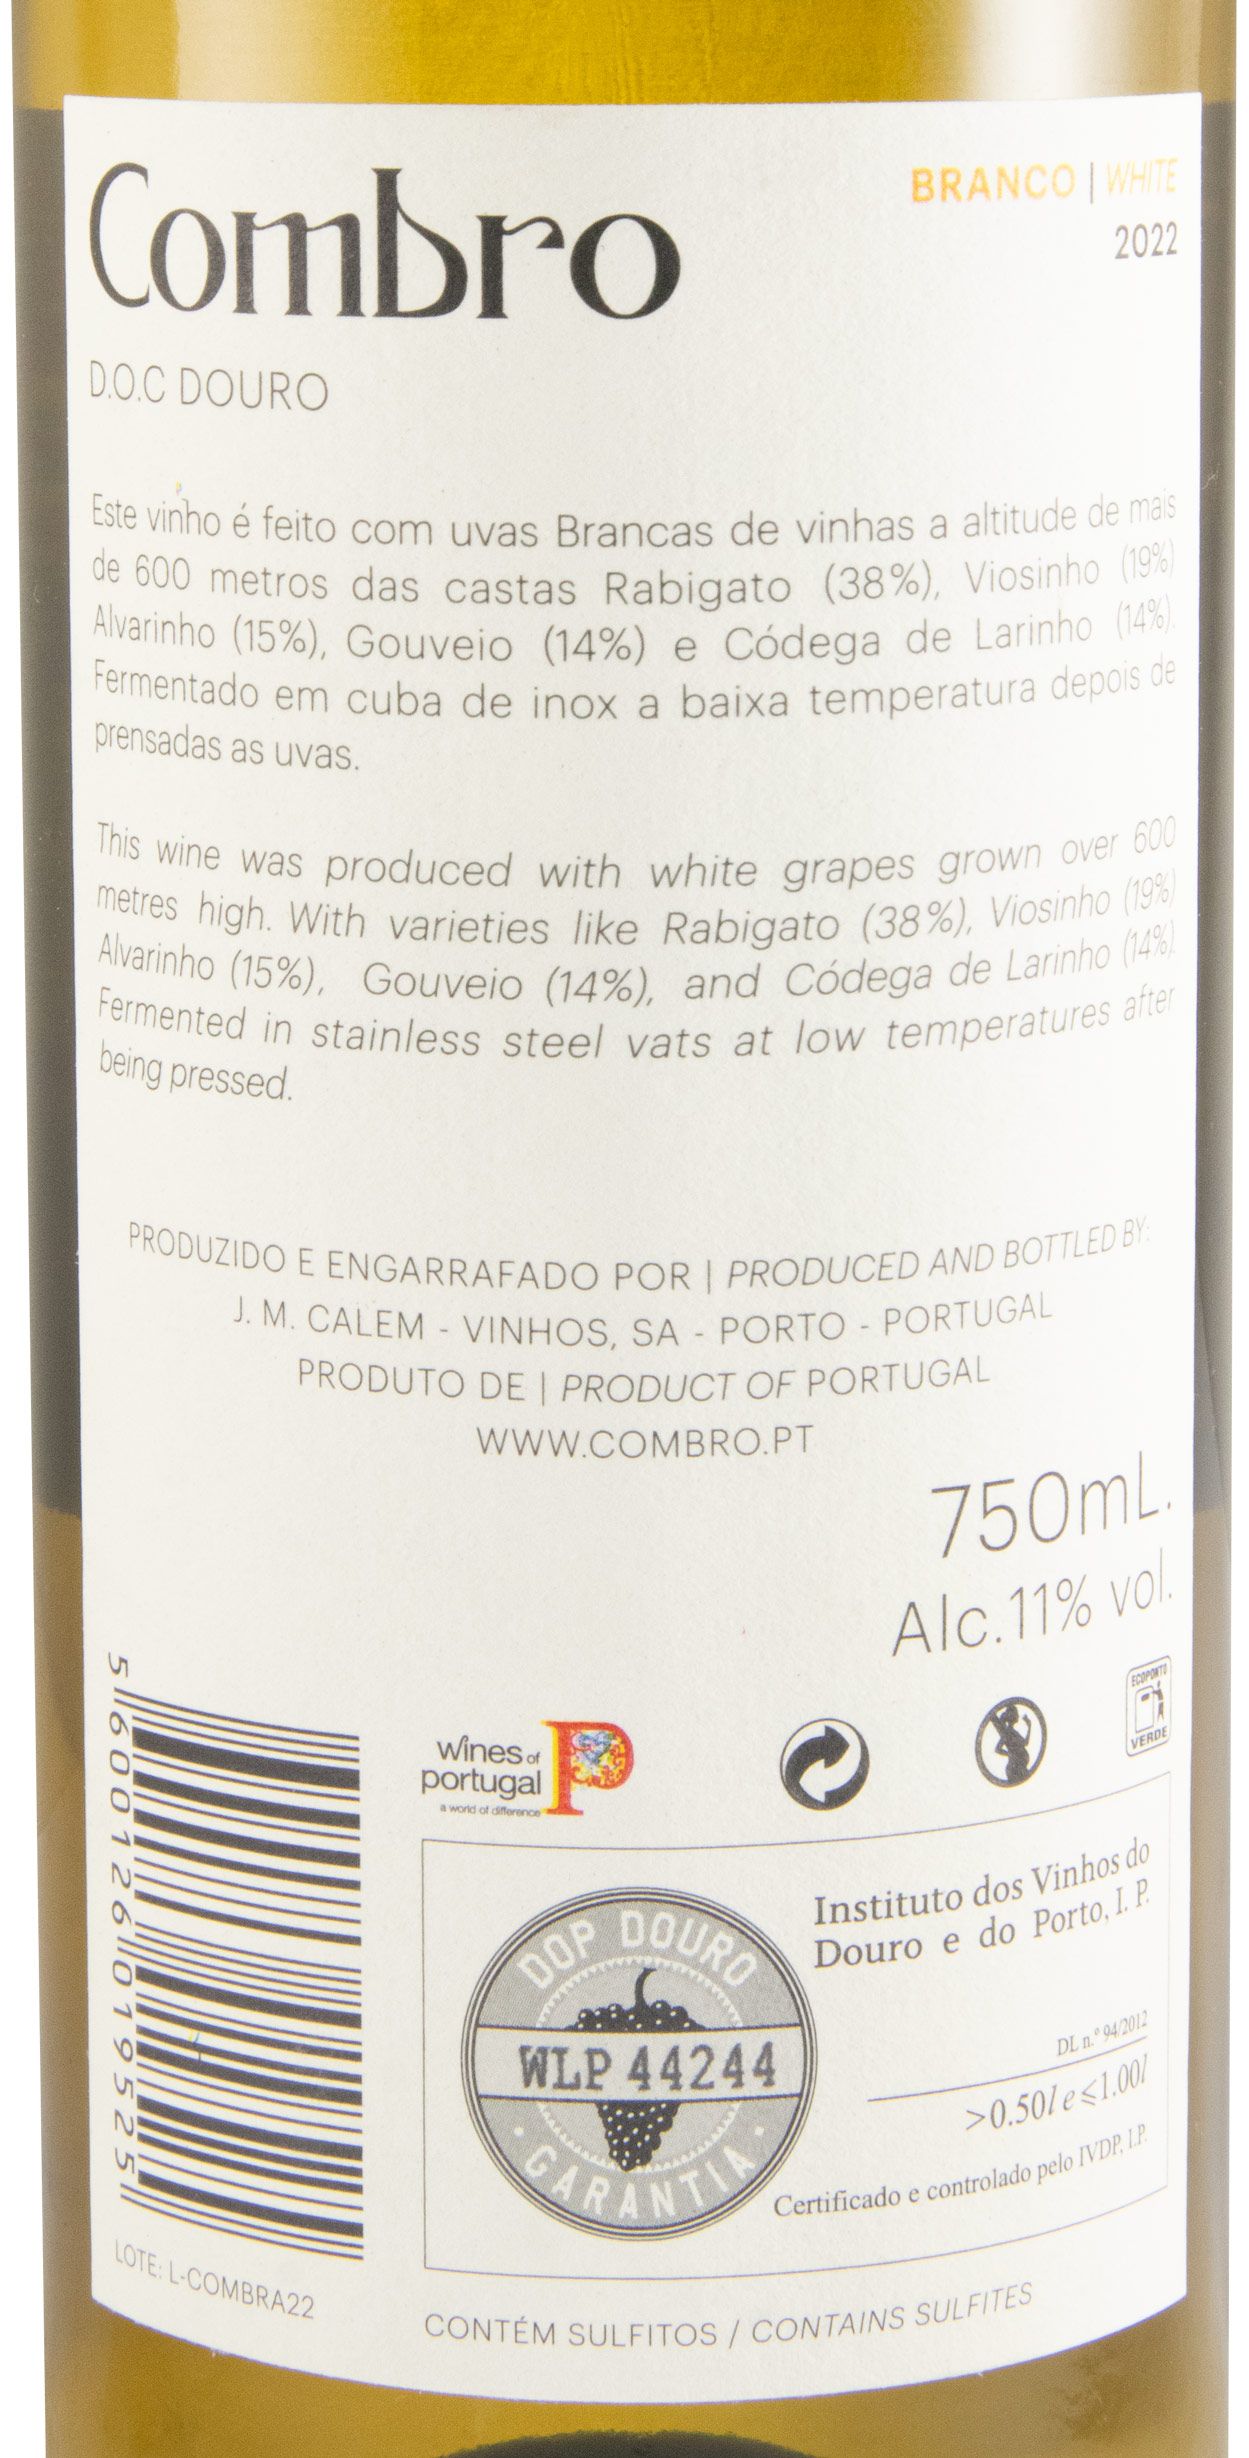 Combro
BRANCO | WHITE
2022
D.O.C DOURO
Este vinho é feito com uvas Brancas de vinhas a altitude de mais
de 600 metros das castas Rabigato (38%), Viosinho (19%)
Alvarinho (15%), Gouveio (14%) e Códega de Larinho (14%).
Fermentado em cuba de inox a baixa temperatura depois de
prensadas as uvas.
This wine was produced with white grapes grown over 600
metres high. With varieties like Rabigato (38%), Viosinho (19%)
Alvarinho (15%), Gouveio (14%), and Códega de Larinho (14%).
Fermented in stainless steel vats at low temperatures after
being pressed.
PRODUZIDO E ENGARRAFADO POR | PRODUCED AND BOTTLED BY:
J. M. CALEM - VINHOS, SA - PORTO - PORTUGAL
PRODUTO DE | PRODUCT OF PORTUGAL
WWW.COMBRO.PT
750mL.
Alc.11% vol.
5 600126 019525
LOTE: L-COMBRA22
wines of
portugal
a world of difference
P
ECOPONTO
VERDE
DOP DOURO
WLP 44244
GARANTIA
Instituto dos Vinhos do
Douro e do Porto, I. P.
DL n.º 94/2012
>0.50l e ⩽1.00l
Certificado e controlado pelo IVDP, I.P.
CONTÉM SULFITOS / CONTAINS SULFITES